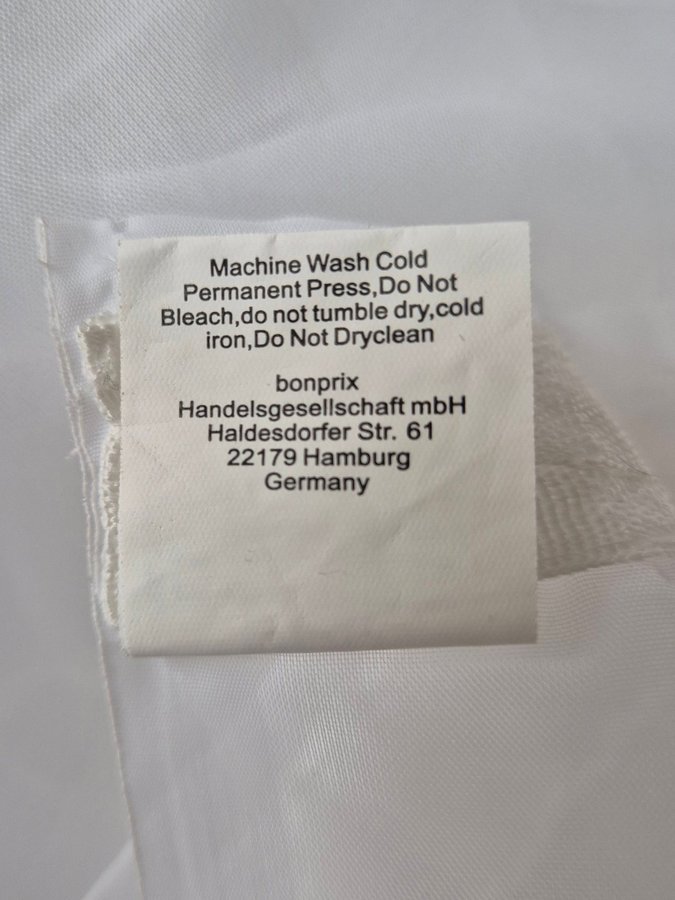 Machine Wash Cold
Permanent Press,Do Not
Bleach,do not tumble dry,cold
iron,Do Not Dryclean
bonprix
Handelsgesellschaft mbH
Haldesdorfer Str. 61
22179 Hamburg
Germany